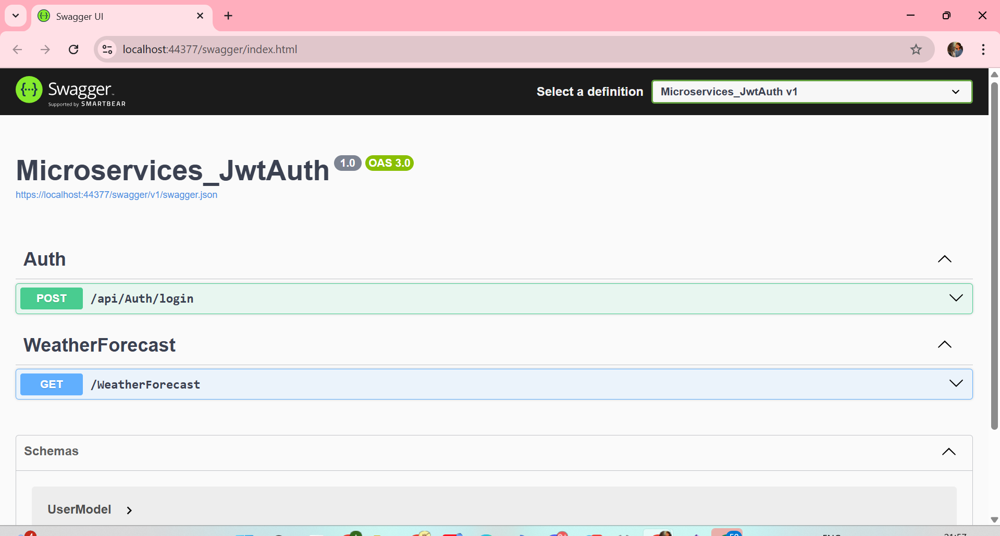 Swagger UI
localhost:44377/swagger/index.html
Swagger
Supported by SMARTBEAR
Select a definition
Microservices_JwtAuth v1
Microservices_JwtAuth 1.0 OAS 3.0
https://localhost:44377/swagger/v1/swagger.json
Auth
POST /api/Auth/login
WeatherForecast
GET /WeatherForecast
Schemas
UserModel